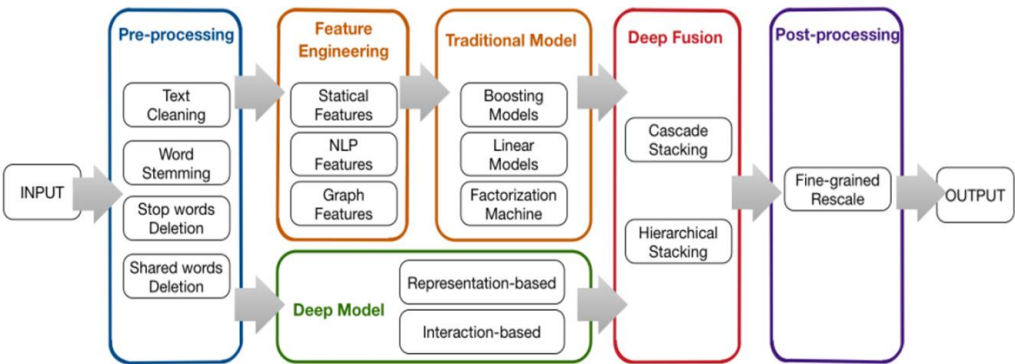 INPUT
Pre-processing
Text
Cleaning
Word
Stemming
Stop words
Deletion
Shared words
Deletion
Feature
Engineering
Statical
Features
NLP
Features
Graph
Features
Traditional Model
Boosting
Models
Linear
Models
Factorization
Machine
Deep Model
Representation-based
Interaction-based
Deep Fusion
Cascade
Stacking
Hierarchical
Stacking
Post-processing
Fine-grained
Rescale
OUTPUT